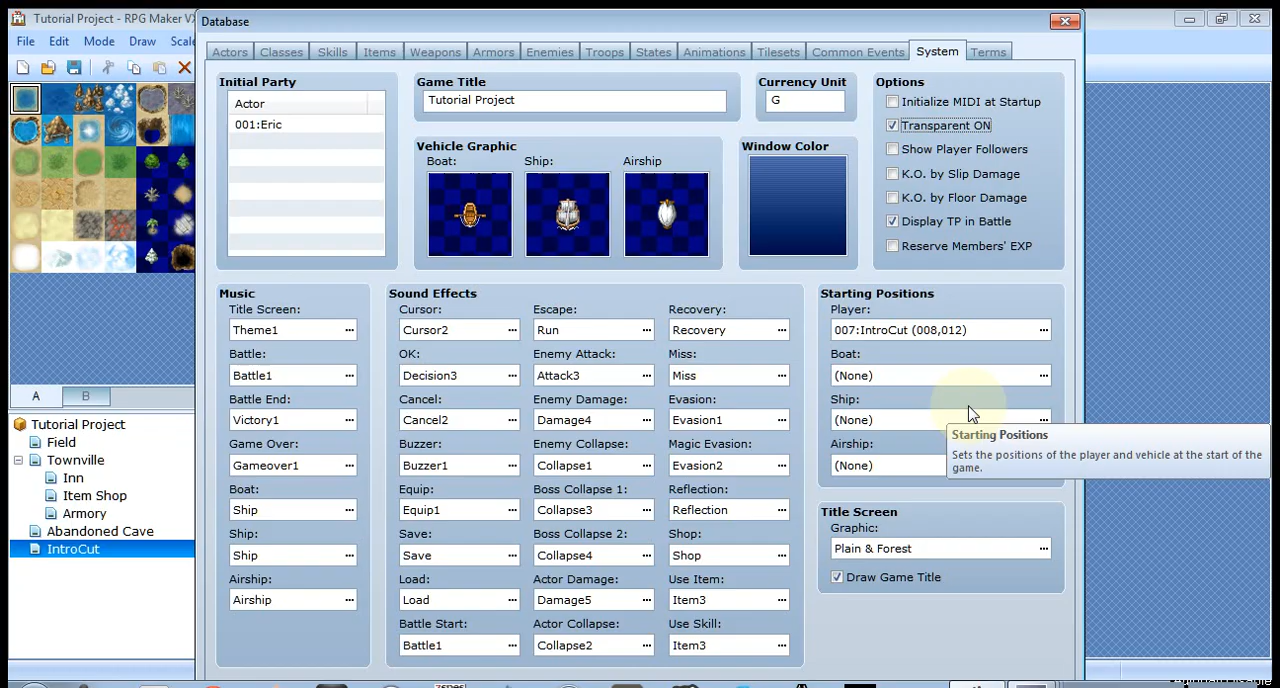 Tutorial Project - RPG Maker VX
Database
File Edit Mode Draw Scale
Actors Classes Skills Items Weapons Armors Enemies Troops States Animations Tilesets Common Events System Terms
Initial Party
Actor
001:Eric
Game Title
Tutorial Project
Currency Unit
G
Options
Initialize MIDI at Startup
Transparent ON
Show Player Followers
K.O. by Slip Damage
K.O. by Floor Damage
Display TP in Battle
Reserve Members' EXP
Vehicle Graphic
Boat: Ship: Airship
Window Color
Music
Title Screen:
Theme1
Battle:
Battle1
Battle End:
Victory1
Game Over:
Gameover1
Boat:
Ship
Ship:
Ship
Airship:
Airship
Sound Effects
Cursor: Escape: Recovery:
Cursor2 Run Recovery
OK: Enemy Attack: Miss:
Decision3 Attack3 Miss
Cancel: Enemy Damage: Evasion:
Cancel2 Damage4 Evasion1
Buzzer: Enemy Collapse: Magic Evasion:
Buzzer1 Collapse1 Evasion2
Equip: Boss Collapse 1: Reflection:
Equip1 Collapse3 Reflection
Save: Boss Collapse 2: Shop:
Save Collapse4 Shop
Load: Actor Damage: Use Item:
Load Damage5 Item3
Battle Start: Actor Collapse: Use Skill:
Battle1 Collapse2 Item3
Starting Positions
Player:
007:IntroCut (008,012)
Boat:
(None)
Ship:
(None)
Airship:
(None)
Starting Positions
Sets the positions of the player and vehicle at the start of the
game.
Title Screen
Graphic:
Plain & Forest
Draw Game Title
A B
Tutorial Project
Field
Townville
Inn
Item Shop
Armory
Abandoned Cave
IntroCut